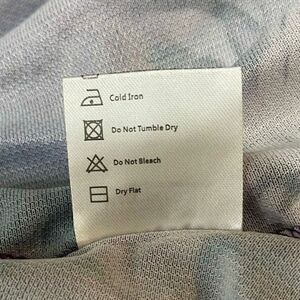 Cold Iron
Do Not Tumble Dry
Do Not Bleach
Dry Flat